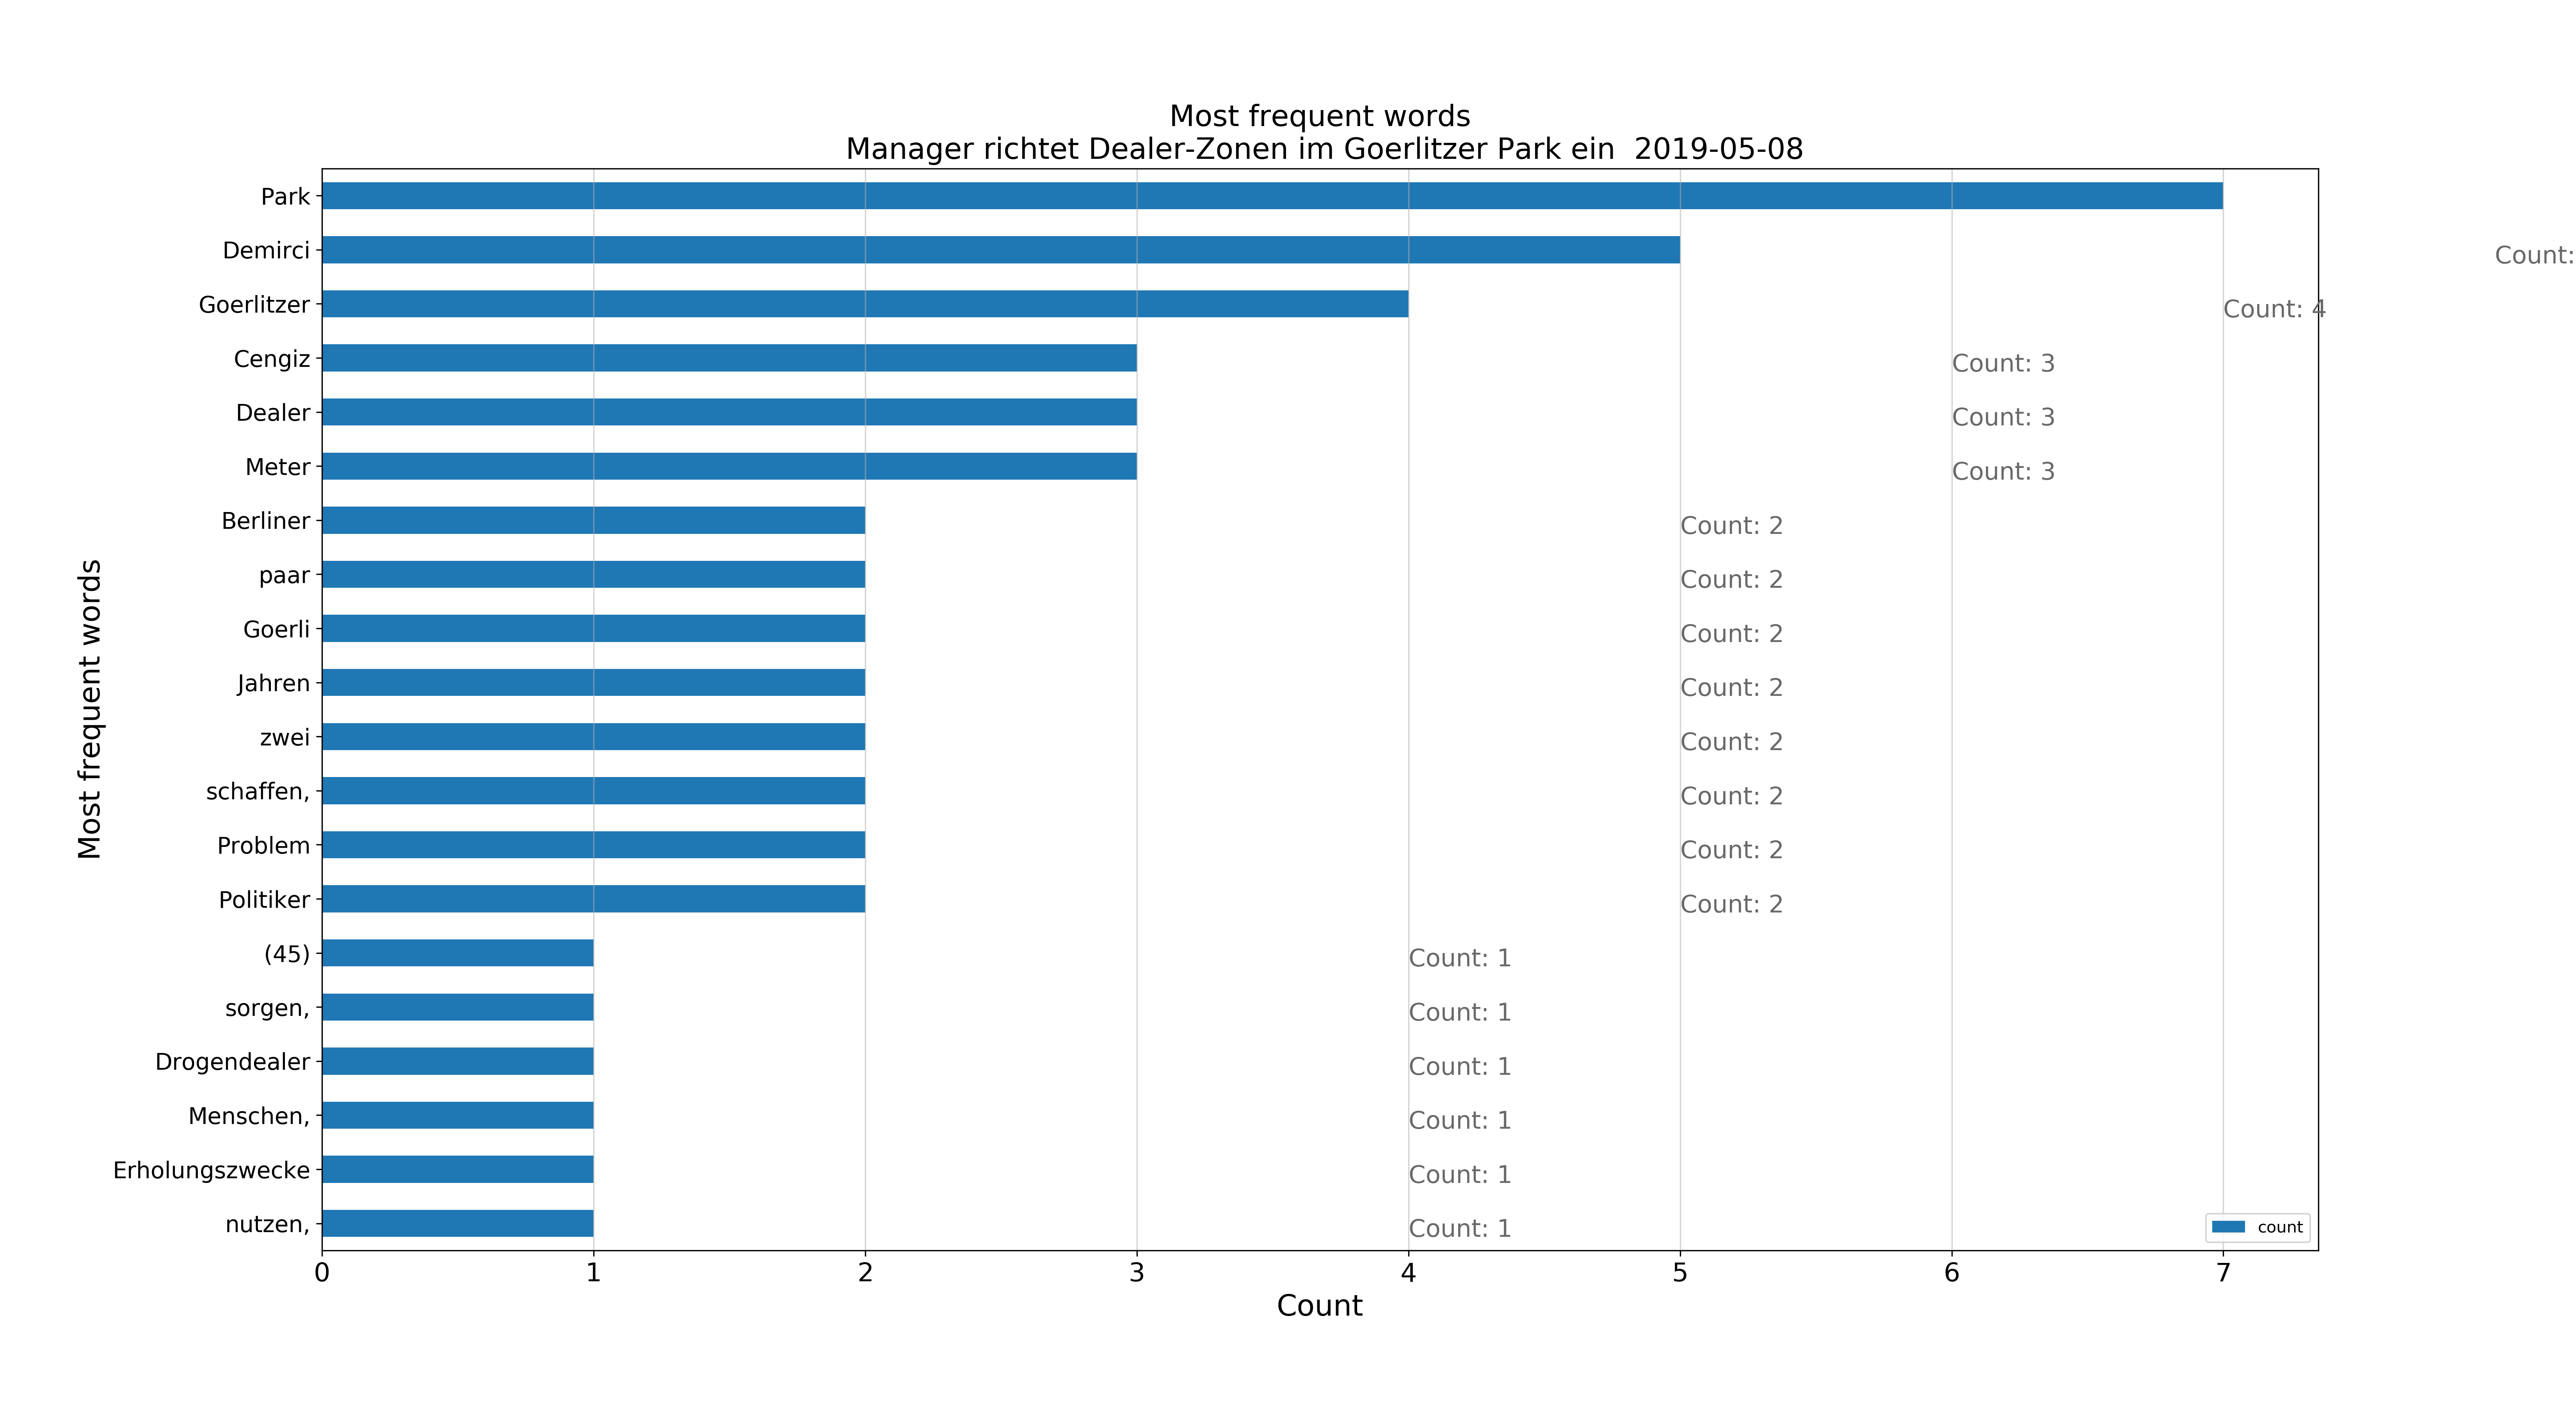 Most frequent words
Manager richtet Dealer-Zonen im Goerlitzer Park ein  2019-05-08
Most frequent words
Park
Demirci Count:
Goerlitzer Count: 4
Cengiz Count: 3
Dealer Count: 3
Meter Count: 3
Berliner Count: 2
paar Count: 2
Goerli Count: 2
Jahren Count: 2
zwei Count: 2
schaffen, Count: 2
Problem Count: 2
Politiker Count: 2
(45) Count: 1
sorgen, Count: 1
Drogendealer Count: 1
Menschen, Count: 1
Erholungszwecke Count: 1
nutzen, Count: 1
count
0 1 2 3 4 5 6 7
Count